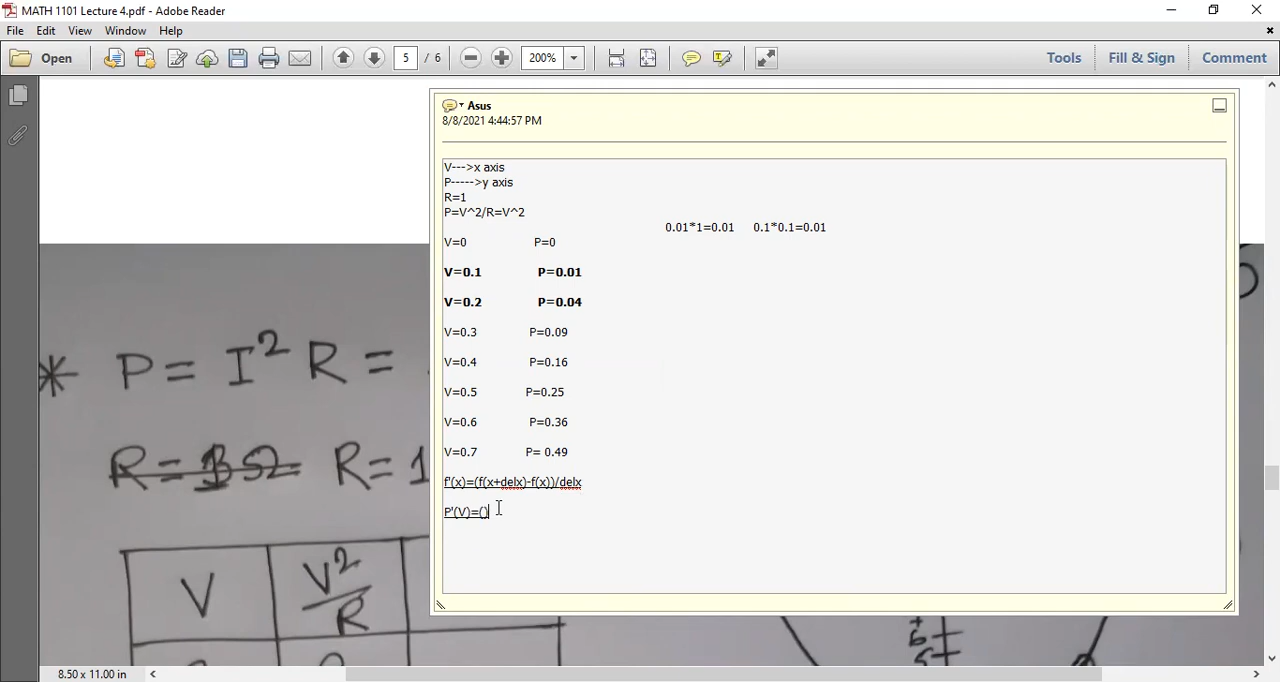 MATH 1101 Lecture 4.pdf - Adobe Reader
File Edit View Window Help
Open 5 / 6 200% Tools Fill & Sign Comment
Asus
8/8/2021 4:44:57 PM
V--->x axis
P----->y axis
R=1
P=V^2/R=V^2
0.01*1=0.01 0.1*0.1=0.01
V=0 P=0
V=0.1 P=0.01
V=0.2 P=0.04
V=0.3 P=0.09
V=0.4 P=0.16
V=0.5 P=0.25
V=0.6 P=0.36
V=0.7 P= 0.49
f'(x)=(f(x+delx)-f(x))/delx
P'(V)=()
* P = I² R =
R = 1
V V²/R
6
5
8.50 x 11.00 in